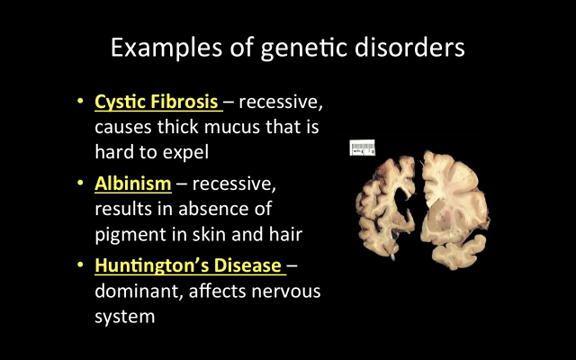 Examples of genetic disorders
• Cystic Fibrosis – recessive,
causes thick mucus that is
hard to expel
• Albinism – recessive,
results in absence of
pigment in skin and hair
• Huntington's Disease –
dominant, affects nervous
system